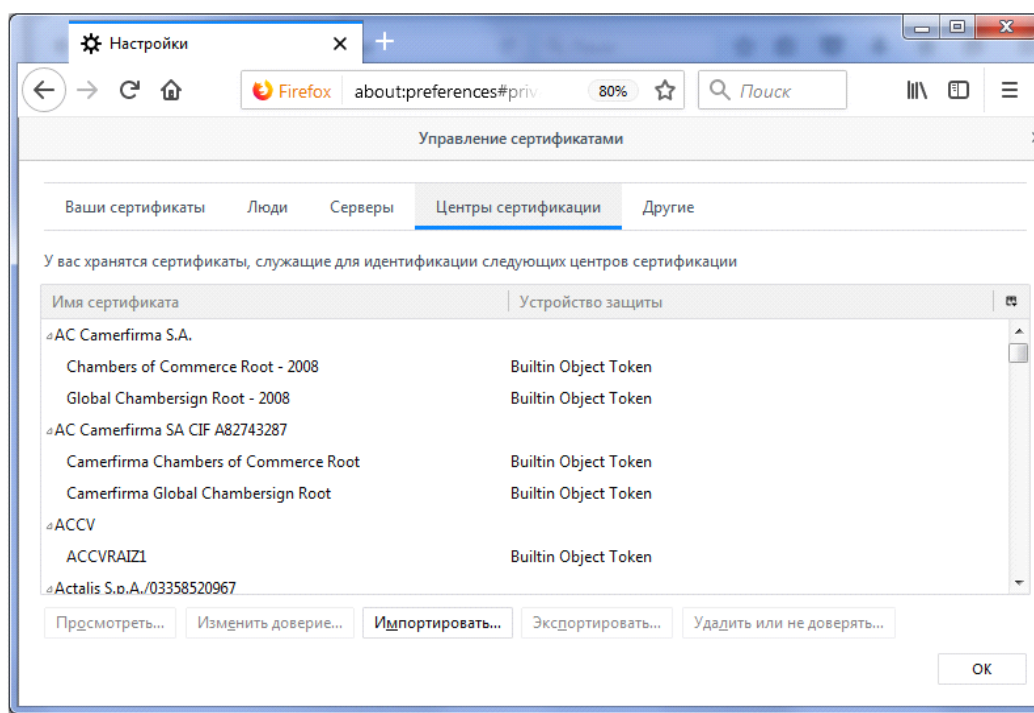 Настройки
Firefox about:preferences#priv 80% Поиск
Управление сертификатами
Ваши сертификаты Люди Серверы Центры сертификации Другие
У вас хранятся сертификаты, служащие для идентификации следующих центров сертификации
Имя сертификата Устройство защиты
AC Camerfirma S.A.
Chambers of Commerce Root - 2008 Builtin Object Token
Global Chambersign Root - 2008 Builtin Object Token
AC Camerfirma SA CIF A82743287
Camerfirma Chambers of Commerce Root Builtin Object Token
Camerfirma Global Chambersign Root Builtin Object Token
ACCV
ACCVRAIZ1 Builtin Object Token
Actalis S.p.A./03358520967
Просмотреть... Изменить доверие... Импортировать... Экспортировать... Удалить или не доверять...
ОК